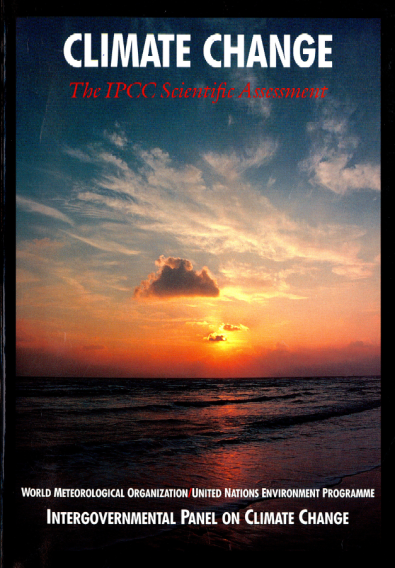 CLIMATE CHANGE
The IPCC Scientific Assessment
WORLD METEOROLOGICAL ORGANIZATION/UNITED NATIONS ENVIRONMENT PROGRAMME
INTERGOVERNMENTAL PANEL ON CLIMATE CHANGE